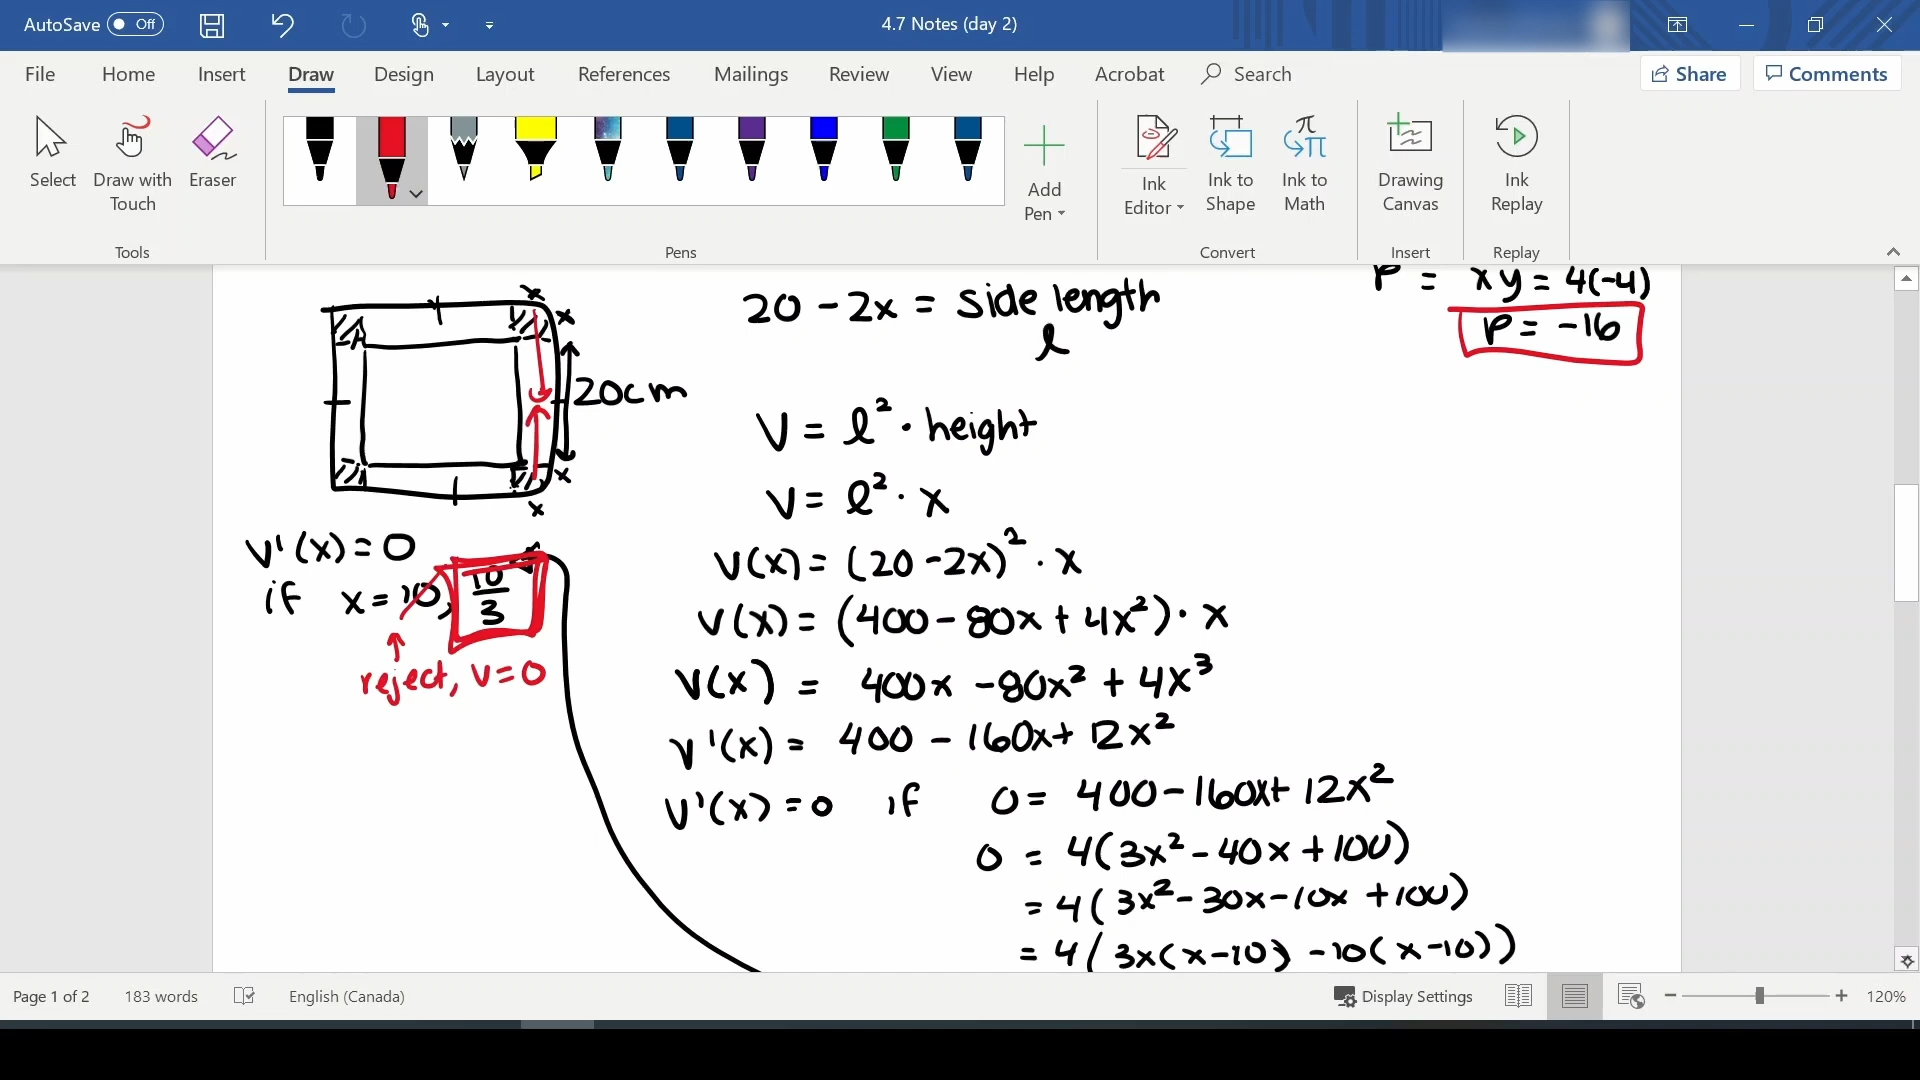 AutoSave Off 4.7 Notes (day 2)
File Home Insert Draw Design Layout References Mailings Review View Help Acrobat Search Share Comments
Select
Draw with Touch
Eraser
Add Pen
Ink Editor
Ink to Shape
Ink to Math
Drawing Canvas
Ink Replay
Tools Pens Convert Insert Replay
x
x
20cm
x
x
V'(x) = 0
if x = 10, 10/3
reject, V=0
20 - 2x = side length
l
V = l² · height
V = l² · x
V(x) = (20 - 2x)² · x
V(x) = (400 - 80x + 4x²) · x
V(x) = 400x - 80x² + 4x³
V'(x) = 400 - 160x + 12x²
V'(x) = 0 if 0 = 400 - 160x + 12x²
0 = 4(3x² - 40x + 100)
= 4(3x² - 30x - 10x + 100)
= 4(3x(x-10) - 10(x-10))
P = xy = 4(-4)
P = -16
Page 1 of 2 183 words English (Canada) Display Settings 120%